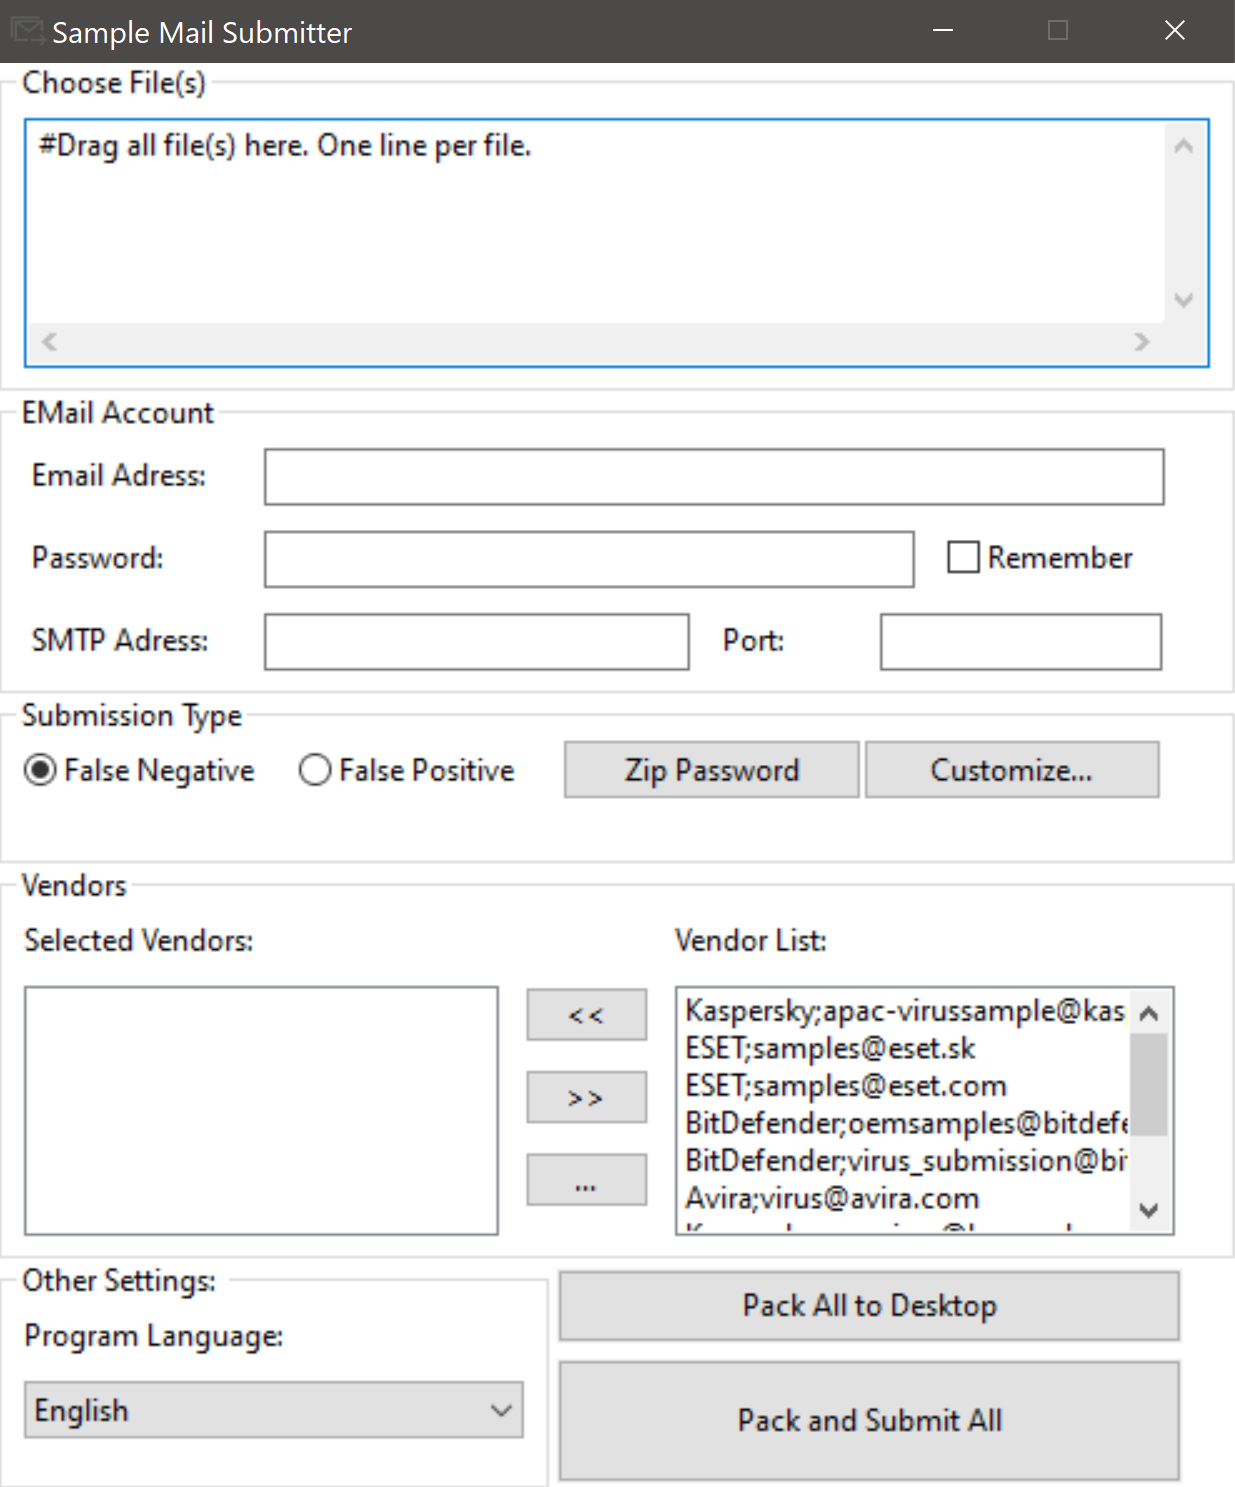 Sample Mail Submitter
Choose File(s)
#Drag all file(s) here. One line per file.
EMail Account
Email Adress:
Password:
Remember
SMTP Adress:
Port:
Submission Type
False Negative
False Positive
Zip Password
Customize...
Vendors
Selected Vendors:
Vendor List:
<<
>>
...
Kaspersky;apac-virussample@kas
ESET;samples@eset.sk
ESET;samples@eset.com
BitDefender;oemsamples@bitdefe
BitDefender;virus_submission@bit
Avira;virus@avira.com
Other Settings:
Program Language:
English
Pack All to Desktop
Pack and Submit All